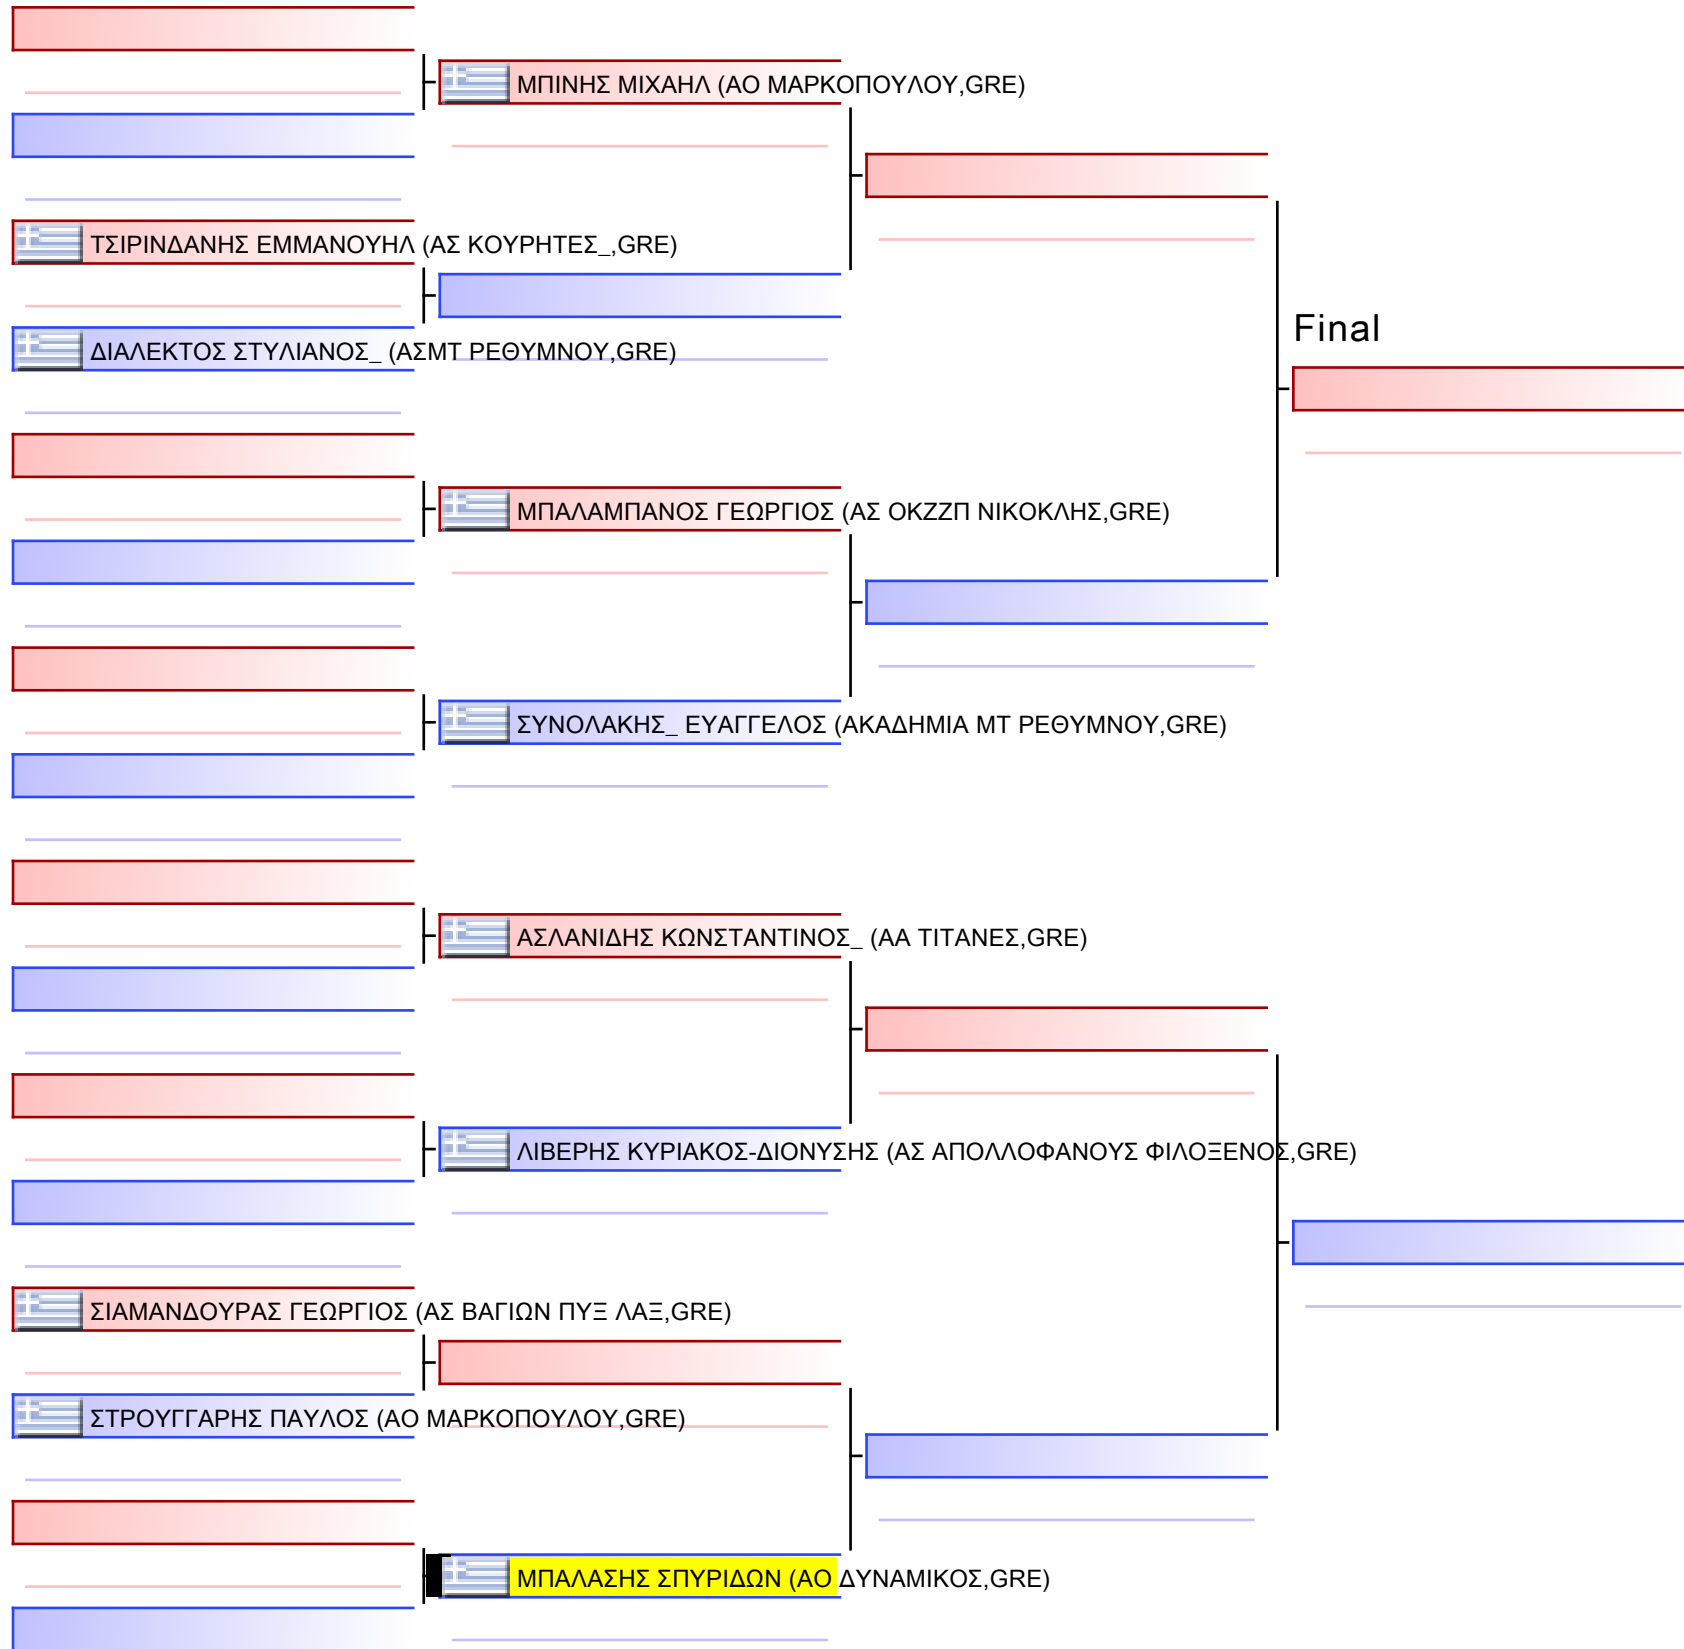 ΜΠΙΝΗΣ ΜΙΧΑΗΛ (ΑΟ ΜΑΡΚΟΠΟΥΛΟΥ,GRE)
ΤΣΙΡΙΝΔΑΝΗΣ ΕΜΜΑΝΟΥΗΛ (ΑΣ ΚΟΥΡΗΤΕΣ_,GRE)
Final
ΔΙΑΛΕΚΤΟΣ ΣΤΥΛΙΑΝΟΣ_ (ΑΣΜΤ ΡΕΘΥΜΝΟΥ,GRE)
ΜΠΑΛΑΜΠΑΝΟΣ ΓΕΩΡΓΙΟΣ (ΑΣ ΟΚΖΖΠ ΝΙΚΟΚΛΗΣ,GRE)
ΣΥΝΟΛΑΚΗΣ_ ΕΥΑΓΓΕΛΟΣ (ΑΚΑΔΗΜΙΑ ΜΤ ΡΕΘΥΜΝΟΥ,GRE)
ΑΣΛΑΝΙΔΗΣ ΚΩΝΣΤΑΝΤΙΝΟΣ_ (ΑΑ ΤΙΤΑΝΕΣ,GRE)
ΛΙΒΕΡΗΣ ΚΥΡΙΑΚΟΣ-ΔΙΟΝΥΣΗΣ (ΑΣ ΑΠΟΛΛΟΦΑΝΟΥΣ ΦΙΛΟΞΕΝΟΣ,GRE)
ΣΙΑΜΑΝΔΟΥΡΑΣ ΓΕΩΡΓΙΟΣ (ΑΣ ΒΑΓΙΩΝ ΠΥΞ ΛΑΞ,GRE)
ΣΤΡΟΥΓΓΑΡΗΣ ΠΑΥΛΟΣ (ΑΟ ΜΑΡΚΟΠΟΥΛΟΥ,GRE)
ΜΠΑΛΑΣΗΣ ΣΠΥΡΙΔΩΝ (ΑΟ ΔΥΝΑΜΙΚΟΣ,GRE)